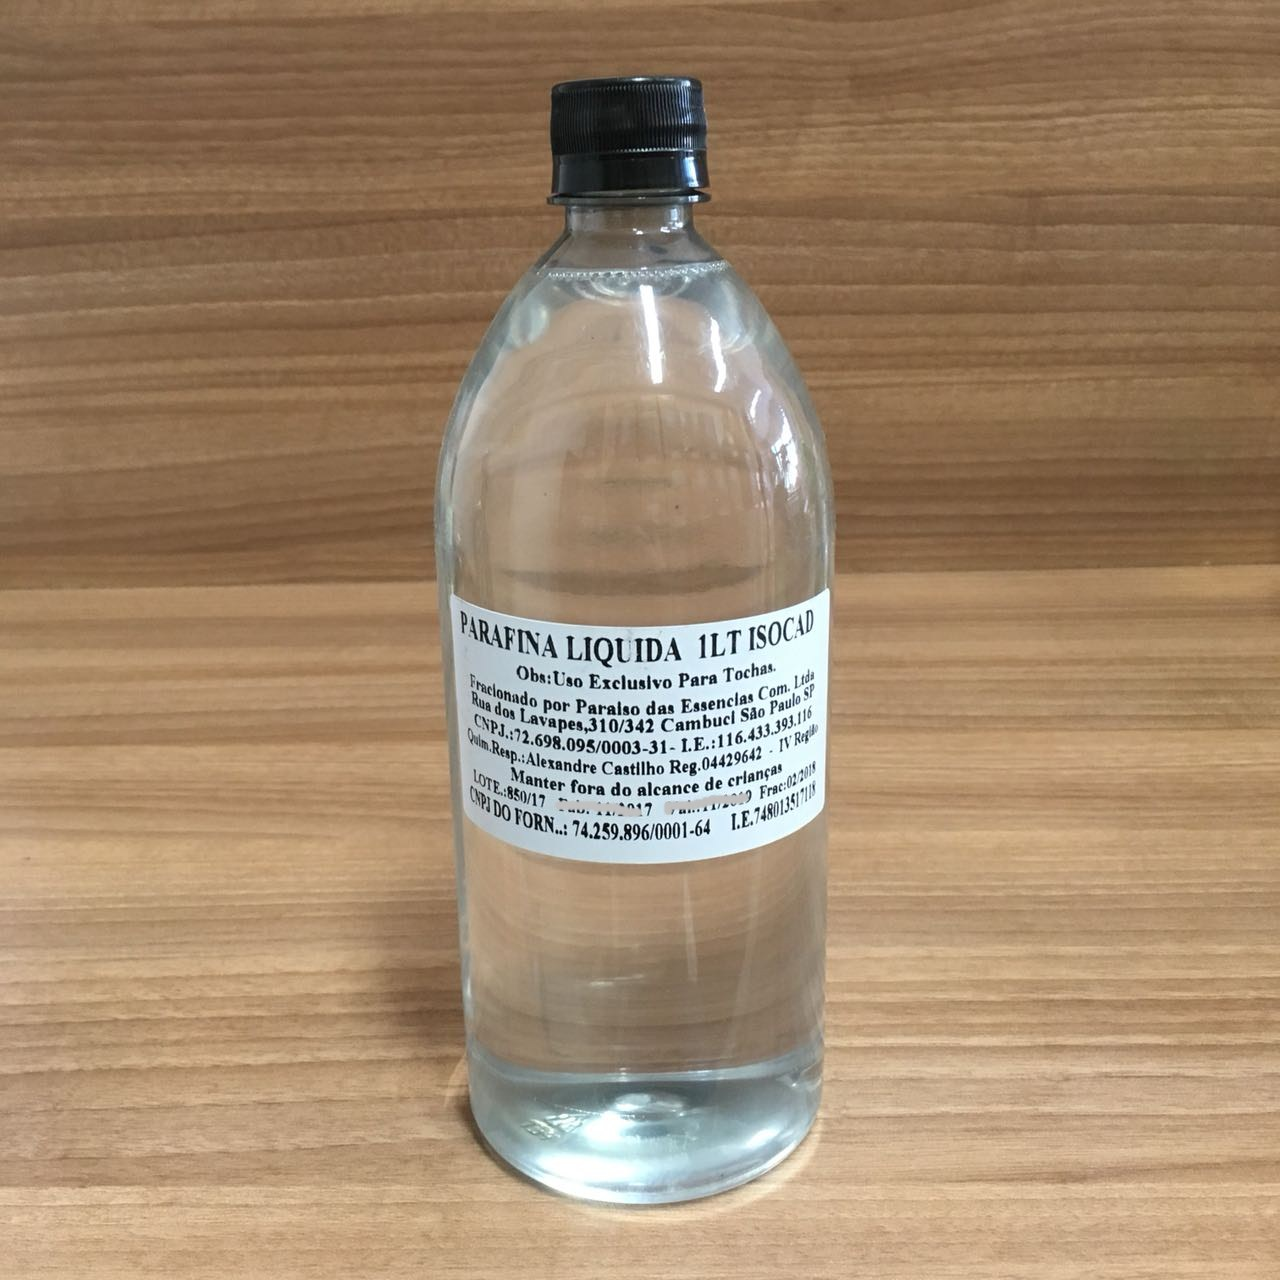 PARAFINA LIQUIDA 1LT ISOCAD
Obs:Uso Exclusivo Para Tochas.
Fracionado por Paraiso das Essencias Com. Ltda
Rua dos Lavapes,310/342 Cambuci São Paulo SP
CNPJ.:72.698.095/0003-31- I.E.:116.433.393.116
Quim.Resp.:Alexandre Castilho Reg.04429642 - IV Região
Manter fora do alcance de crianças
LOTE.:850/17 Frac:02/2018
CNPJ DO FORN..: 74.259.896/0001-64 I.E.748013517118